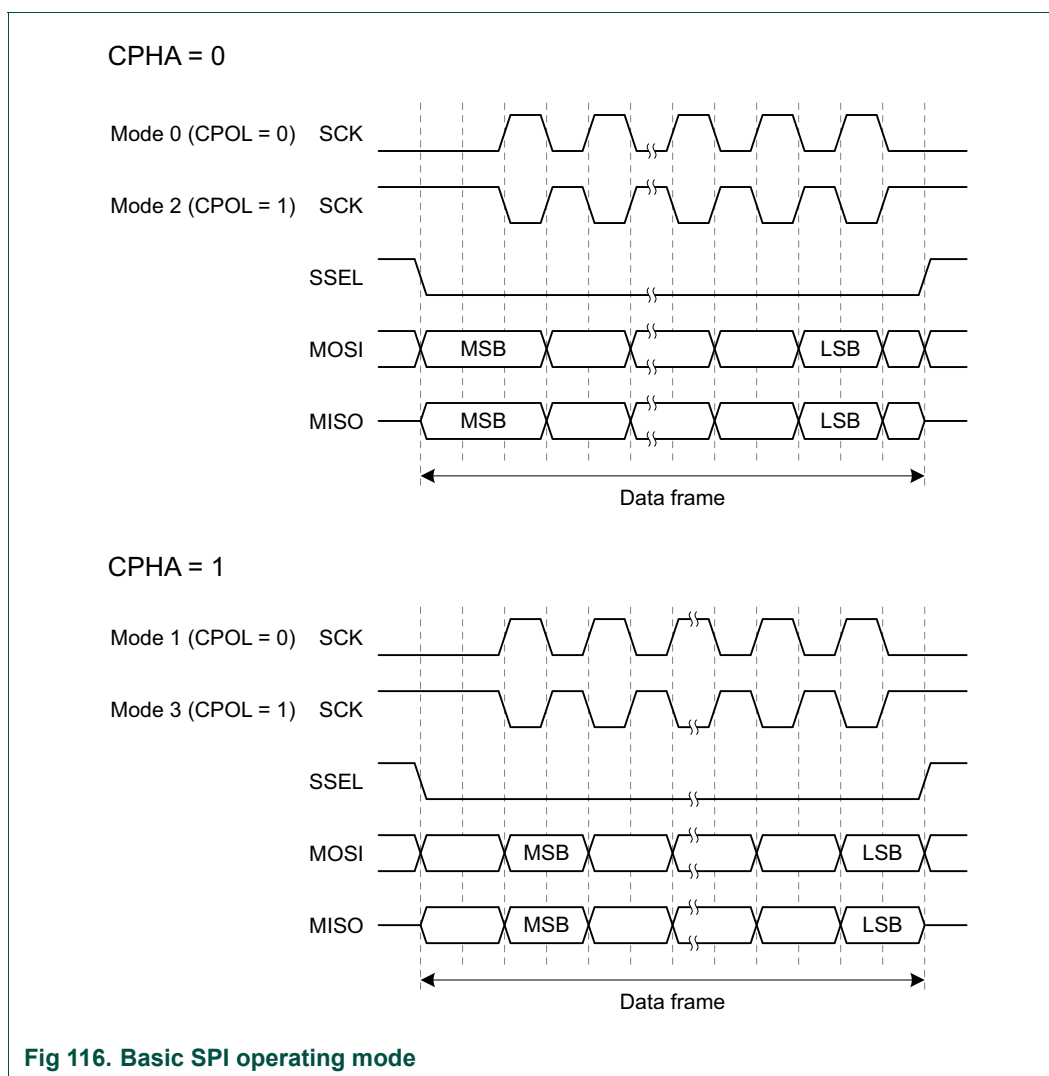 CPHA = 0
Mode 0 (CPOL = 0) SCK
Mode 2 (CPOL = 1) SCK
SSEL
MOSI MSB LSB
MISO MSB LSB
Data frame
CPHA = 1
Mode 1 (CPOL = 0) SCK
Mode 3 (CPOL = 1) SCK
SSEL
MOSI MSB LSB
MISO MSB LSB
Data frame
Fig 116. Basic SPI operating mode